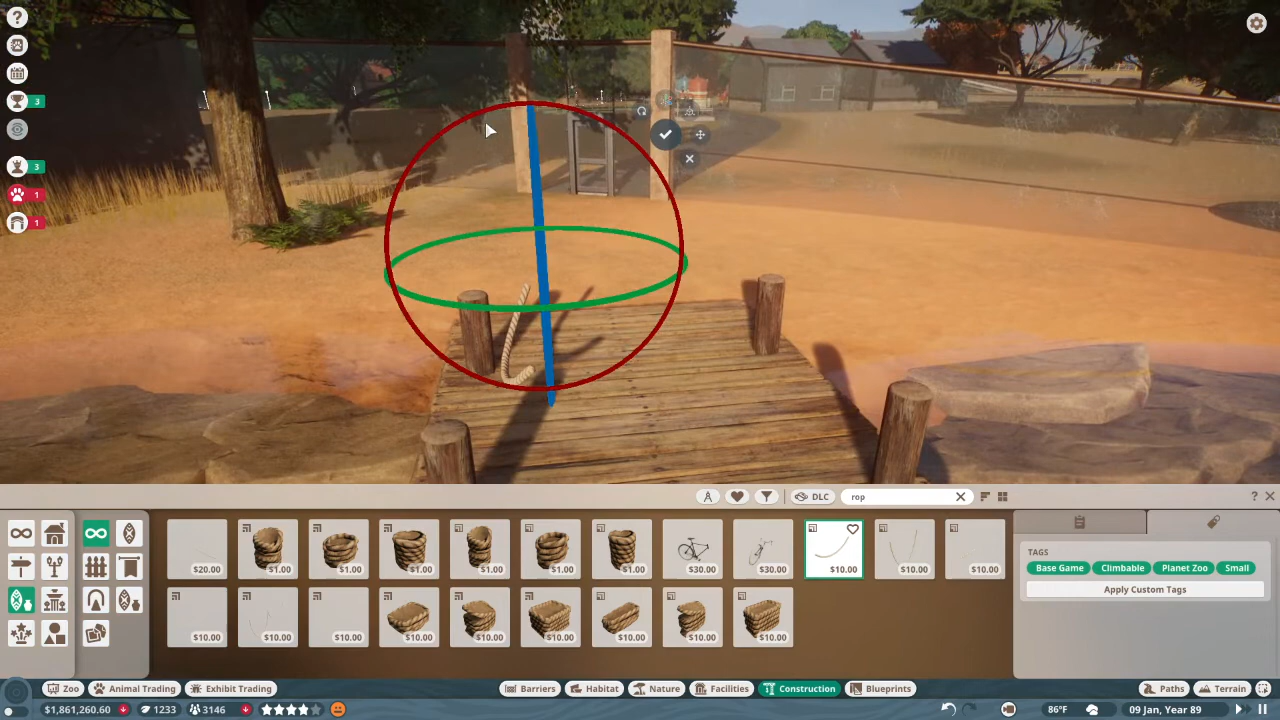 ?
3
3
1
1
DLC
rop
?
$20.00
$1.00
$1.00
$1.00
$1.00
$1.00
$1.00
$30.00
$30.00
$10.00
$10.00
$10.00
$10.00
$10.00
$10.00
$10.00
$10.00
$10.00
$10.00
$10.00
$10.00
TAGS
Base Game
Climbable
Planet Zoo
Small
Apply Custom Tags
Zoo
Animal Trading
Exhibit Trading
Barriers
Habitat
Nature
Facilities
Construction
Blueprints
Paths
Terrain
$1,861,260.60
1233
3146
86°F
09 Jan, Year 89